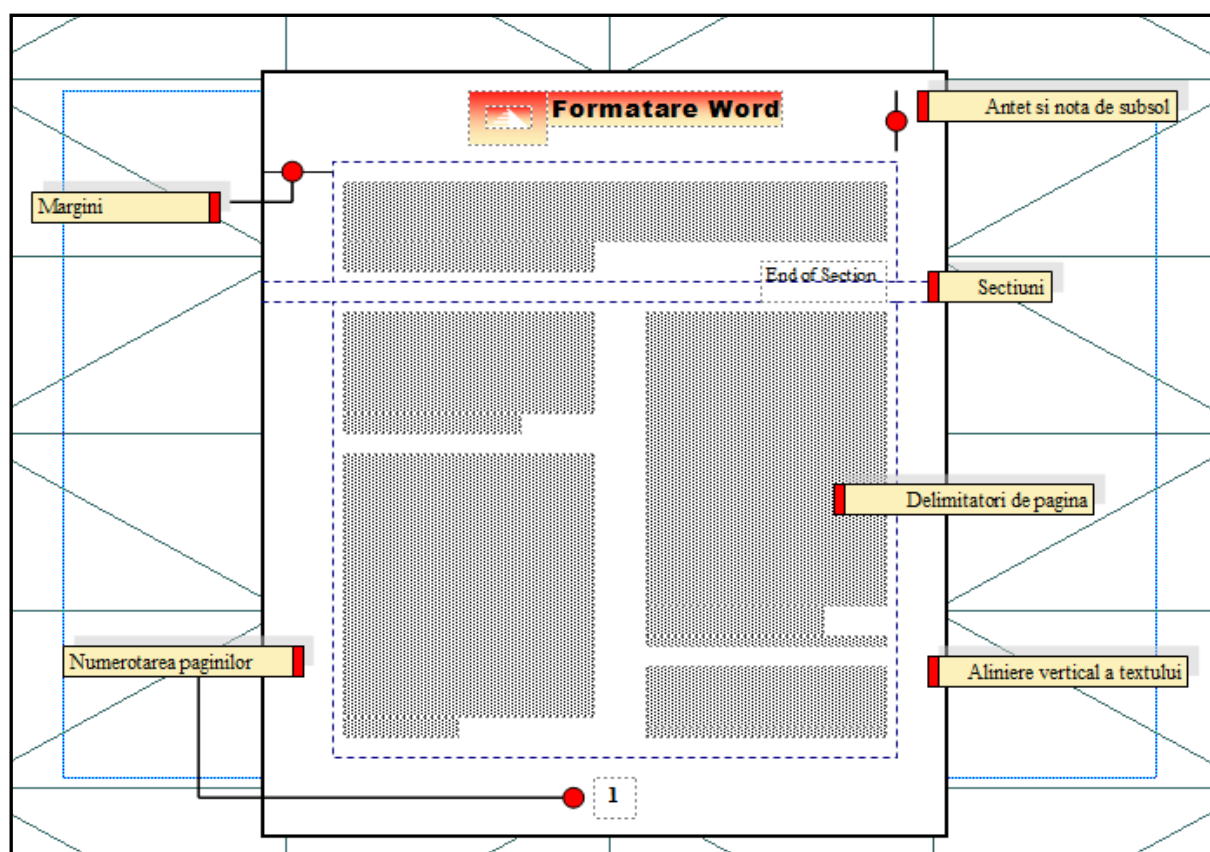 Formatare Word
Antet si nota de subsol
Margini
End of Section
Sectiuni
Delimitatori de pagina
Numerotarea paginilor
Aliniere vertical a textului
1